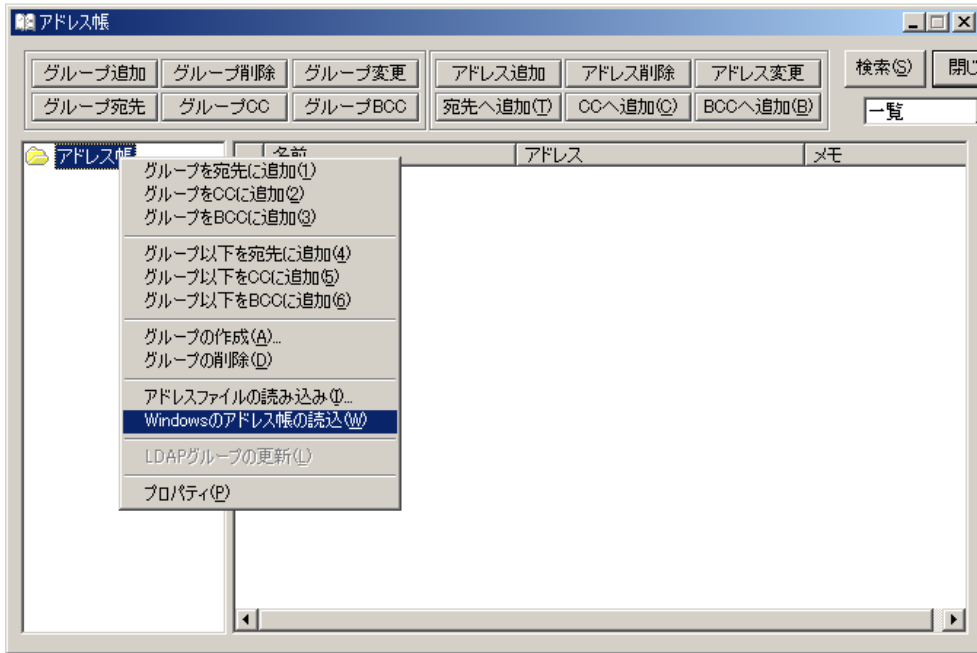 アドレス帳
グループ追加 グループ削除 グループ変更 アドレス追加 アドレス削除 アドレス変更 検索(S) 閉じ
グループ宛先 グループCC グループBCC 宛先へ追加(T) CCへ追加(C) BCCへ追加(B) 一覧
アドレス帳 名前 アドレス メモ
グループを宛先に追加(1)
グループをCCに追加(2)
グループをBCCに追加(3)
グループ以下を宛先に追加(4)
グループ以下をCCに追加(5)
グループ以下をBCCに追加(6)
グループの作成(A)...
グループの削除(D)
アドレスファイルの読み込み(I)...
Windowsのアドレス帳の読込(W)
LDAPグループの更新(L)
プロパティ(P)